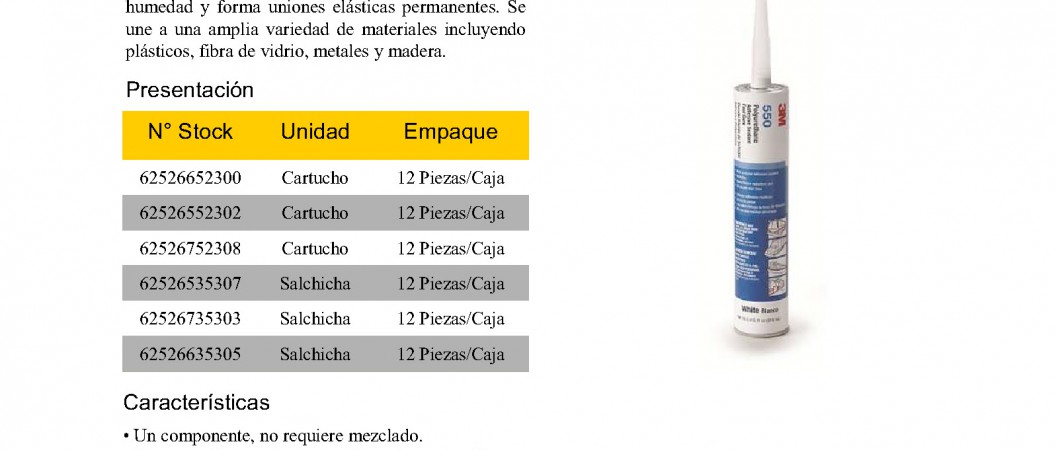 humedad y forma uniones elásticas permanentes. Se
une a una amplia variedad de materiales incluyendo
plásticos, fibra de vidrio, metales y madera.
Presentación
N° Stock Unidad Empaque
62526652300 Cartucho 12 Piezas/Caja
62526552302 Cartucho 12 Piezas/Caja
62526752308 Cartucho 12 Piezas/Caja
62526535307 Salchicha 12 Piezas/Caja
62526735303 Salchicha 12 Piezas/Caja
62526635305 Salchicha 12 Piezas/Caja
Características
• Un componente, no requiere mezclado.
3M
550
Polyurethane
Adhesive Sealant
White Blanco